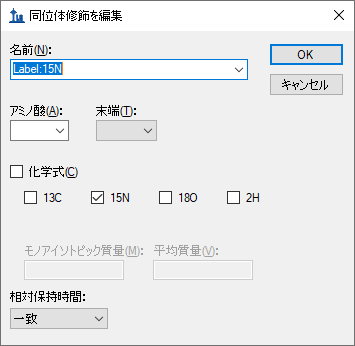 同位体修飾を編集
名前(N):
Label:15N
OK
キャンセル
アミノ酸(A):
末端(T):
化学式(C)
13C
15N
18O
2H
モノアイソトピック質量(M):
平均質量(V):
相対保持時間:
一致